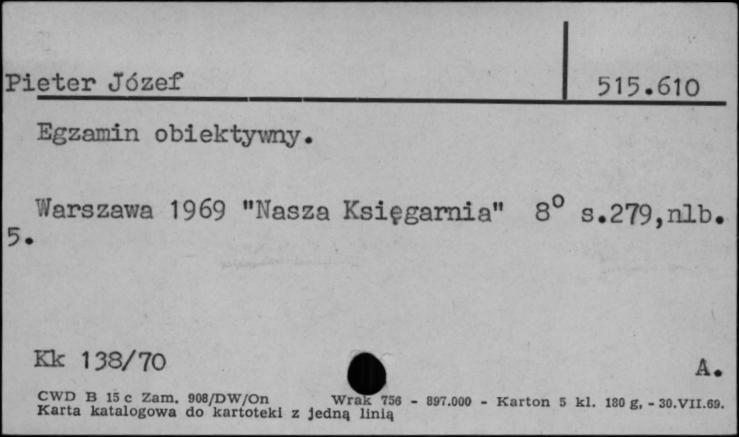 Pieter Józef 515.610
Egzamin obiektywny.
Warszawa 1969 "Nasza Księgarnia" 8º s.279,nlb.
5.
Kk 138/70 A.
CWD B 15 c Zam. 908/DW/On Wrak 756 - 897.000 - Karton 5 kl. 180 g. - 30.VII.69.
Karta katalogowa do kartoteki z jedną linią